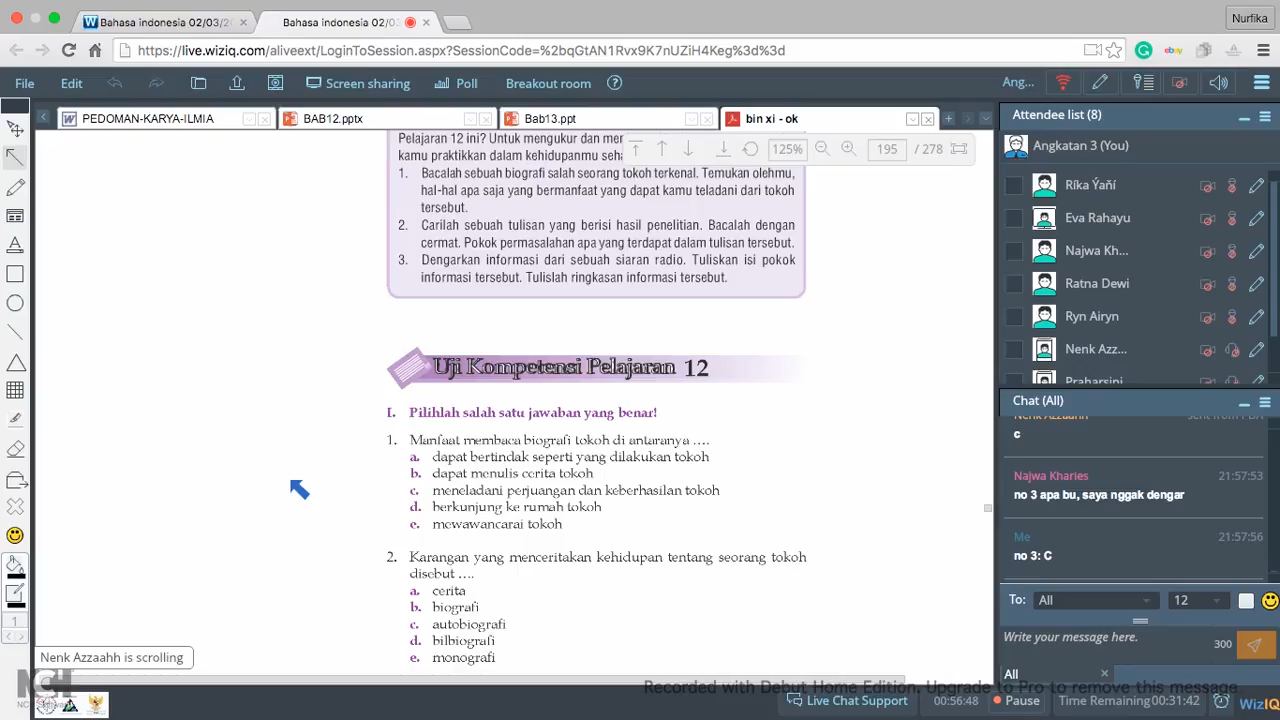 Bahasa indonesia 02/03/20
Bahasa indonesia 02/03/
Nurfika
https://live.wiziq.com/aliveext/LoginToSession.aspx?SessionCode=%2bqGtAN1Rvx9K7nUZiH4Keg%3d%3d
File Edit Screen sharing Poll Breakout room Ang...
PEDOMAN-KARYA-ILMIA
BAB12.pptx
Bab13.ppt
bin xi - ok
125% 195 / 278
Pelajaran 12 ini? Untuk mengukur dan
kamu praktikkan dalam kehidupanmu
1. Bacalah sebuah biografi salah seorang tokoh terkenal. Temukan olehmu,
hal-hal apa saja yang bermanfaat yang dapat kamu teladani dari tokoh
tersebut.
2. Carilah sebuah tulisan yang berisi hasil penelitian. Bacalah dengan
cermat. Pokok permasalahan apa yang terdapat dalam tulisan tersebut.
3. Dengarkan informasi dari sebuah siaran radio. Tuliskan isi pokok
informasi tersebut. Tulislah ringkasan informasi tersebut.
Uji Kompetensi Pelajaran 12
I. Pilihlah salah satu jawaban yang benar!
1. Manfaat membaca biografi tokoh di antaranya ....
a. dapat bertindak seperti yang dilakukan tokoh
b. dapat menulis cerita tokoh
c. meneladani perjuangan dan keberhasilan tokoh
d. berkunjung ke rumah tokoh
e. mewawancarai tokoh
2. Karangan yang menceritakan kehidupan tentang seorang tokoh
disebut ....
a. cerita
b. biografi
c. autobiografi
d. bilbiografi
e. monografi
1
Nenk Azzaahh is scrolling
NCH
Attendee list (8)
Angkatan 3 (You)
Ríka Ýaňí
Eva Rahayu
Najwa Kh...
Ratna Dewi
Ryn Airyn
Nenk Azz...
Praharsini
Chat (All)
Nenk Azzaahh
c
Najwa Kharies 21:57:53
no 3 apa bu, saya nggak dengar
Me 21:57:56
no 3: C
To: All 12
Write your message here. 300
All
Recorded with Debut Home Edition. Upgrade to Pro to remove this message.
Live Chat Support 00:56:48 Pause Time Remaining 00:31:42 WizIQ